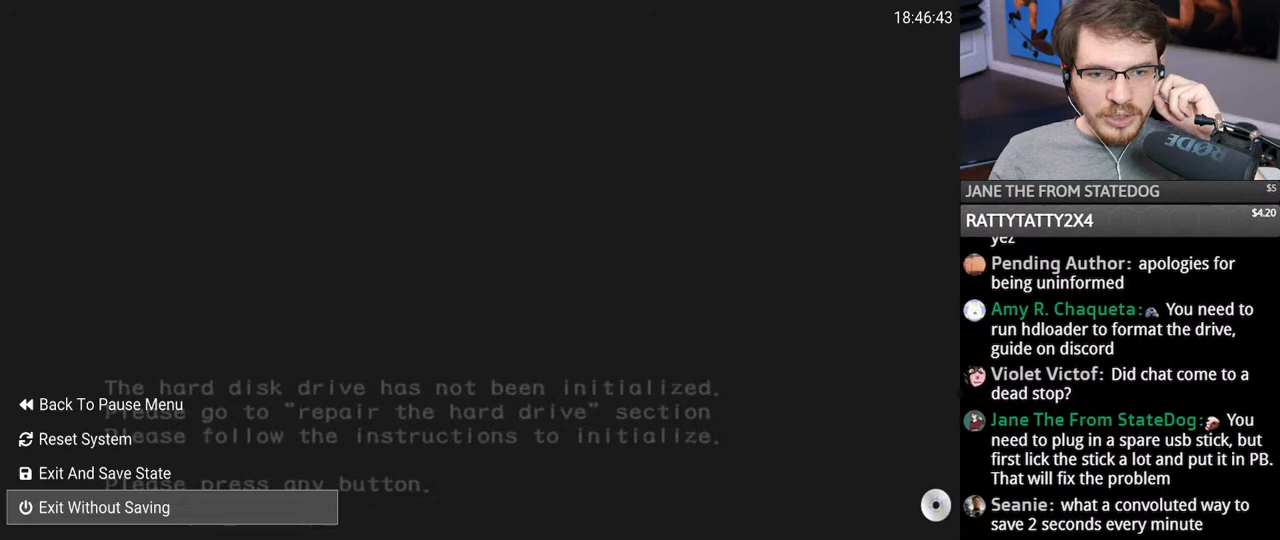 18:46:43
The hard disk drive has not been initialized.
Please go to "repair the hard drive" section
Please follow the instructions to initialize.
Please press any button.
Back To Pause Menu
Reset System
Exit And Save State
Exit Without Saving
RØDE
JANE THE FROM STATEDOG $5
RATTYTATTY2X4 $4.20
yez
Pending Author: apologies for
being uninformed
Amy R. Chaqueta: You need to
run hdloader to format the drive,
guide on discord
Violet Victof: Did chat come to a
dead stop?
Jane The From StateDog: You
need to plug in a spare usb stick, but
first lick the stick a lot and put it in PB.
That will fix the problem
Seanie: what a convoluted way to
save 2 seconds every minute